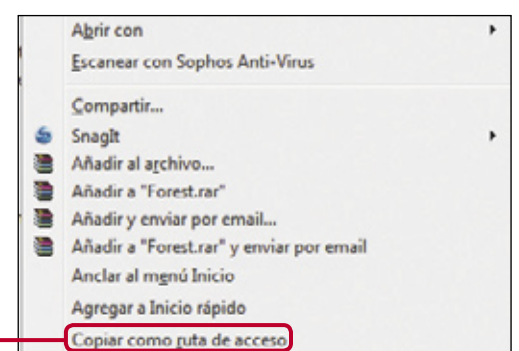 Abrir con
Escanear con Sophos Anti-Virus
Compartir...
SnagIt
Añadir al archivo...
Añadir a "Forest.rar"
Añadir y enviar por email...
Añadir a "Forest.rar" y enviar por email
Anclar al menú Inicio
Agregar a Inicio rápido
Copiar como ruta de acceso